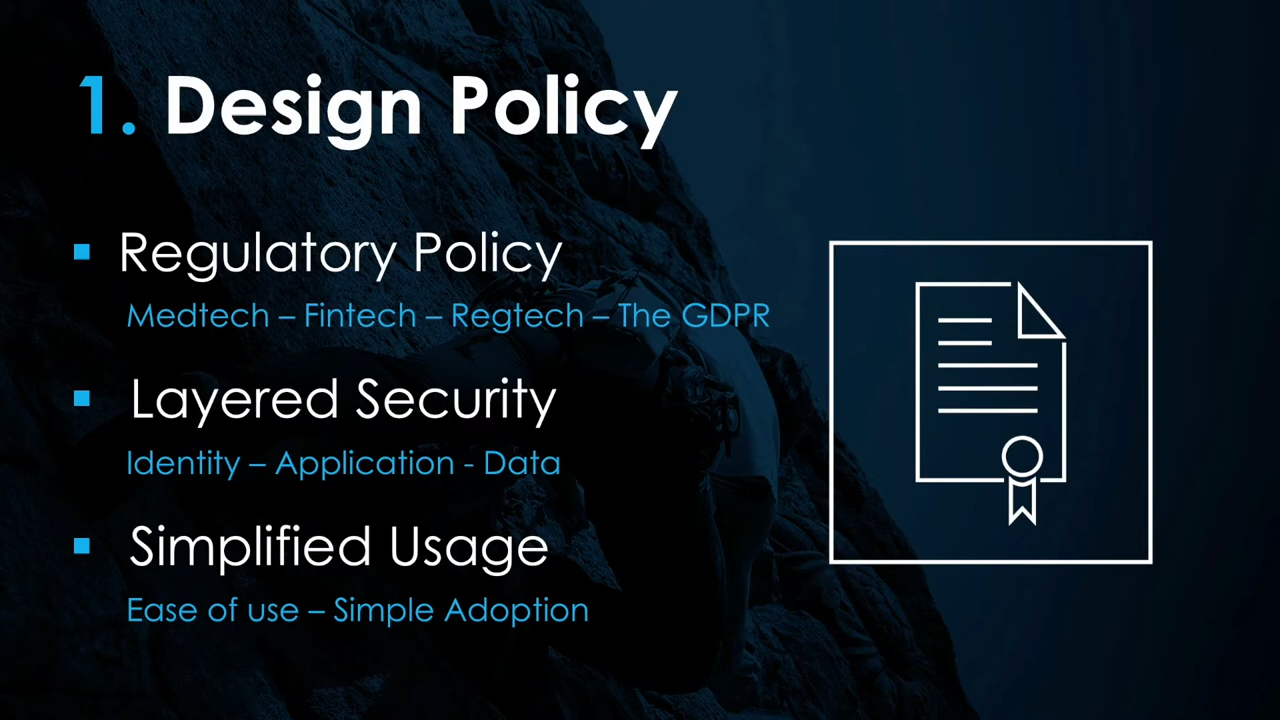 1. Design Policy
▪ Regulatory Policy
Medtech – Fintech – Regtech – The GDPR
▪ Layered Security
Identity – Application - Data
▪ Simplified Usage
Ease of use – Simple Adoption